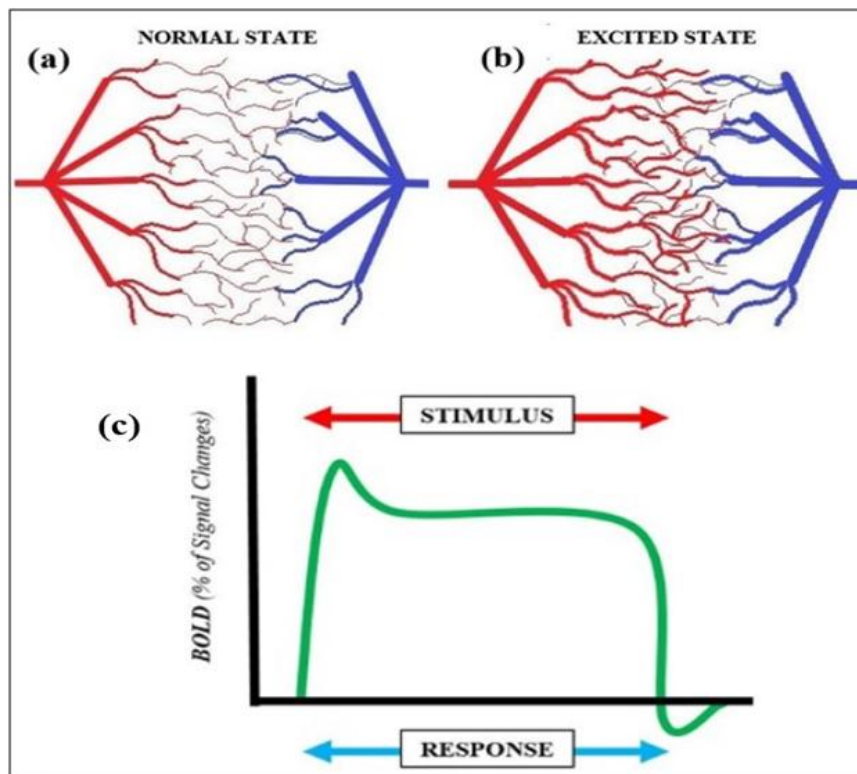 NORMAL STATE
EXCITED STATE
(a)
(b)
(c)
STIMULUS
BOLD (% of Signal Changes)
RESPONSE